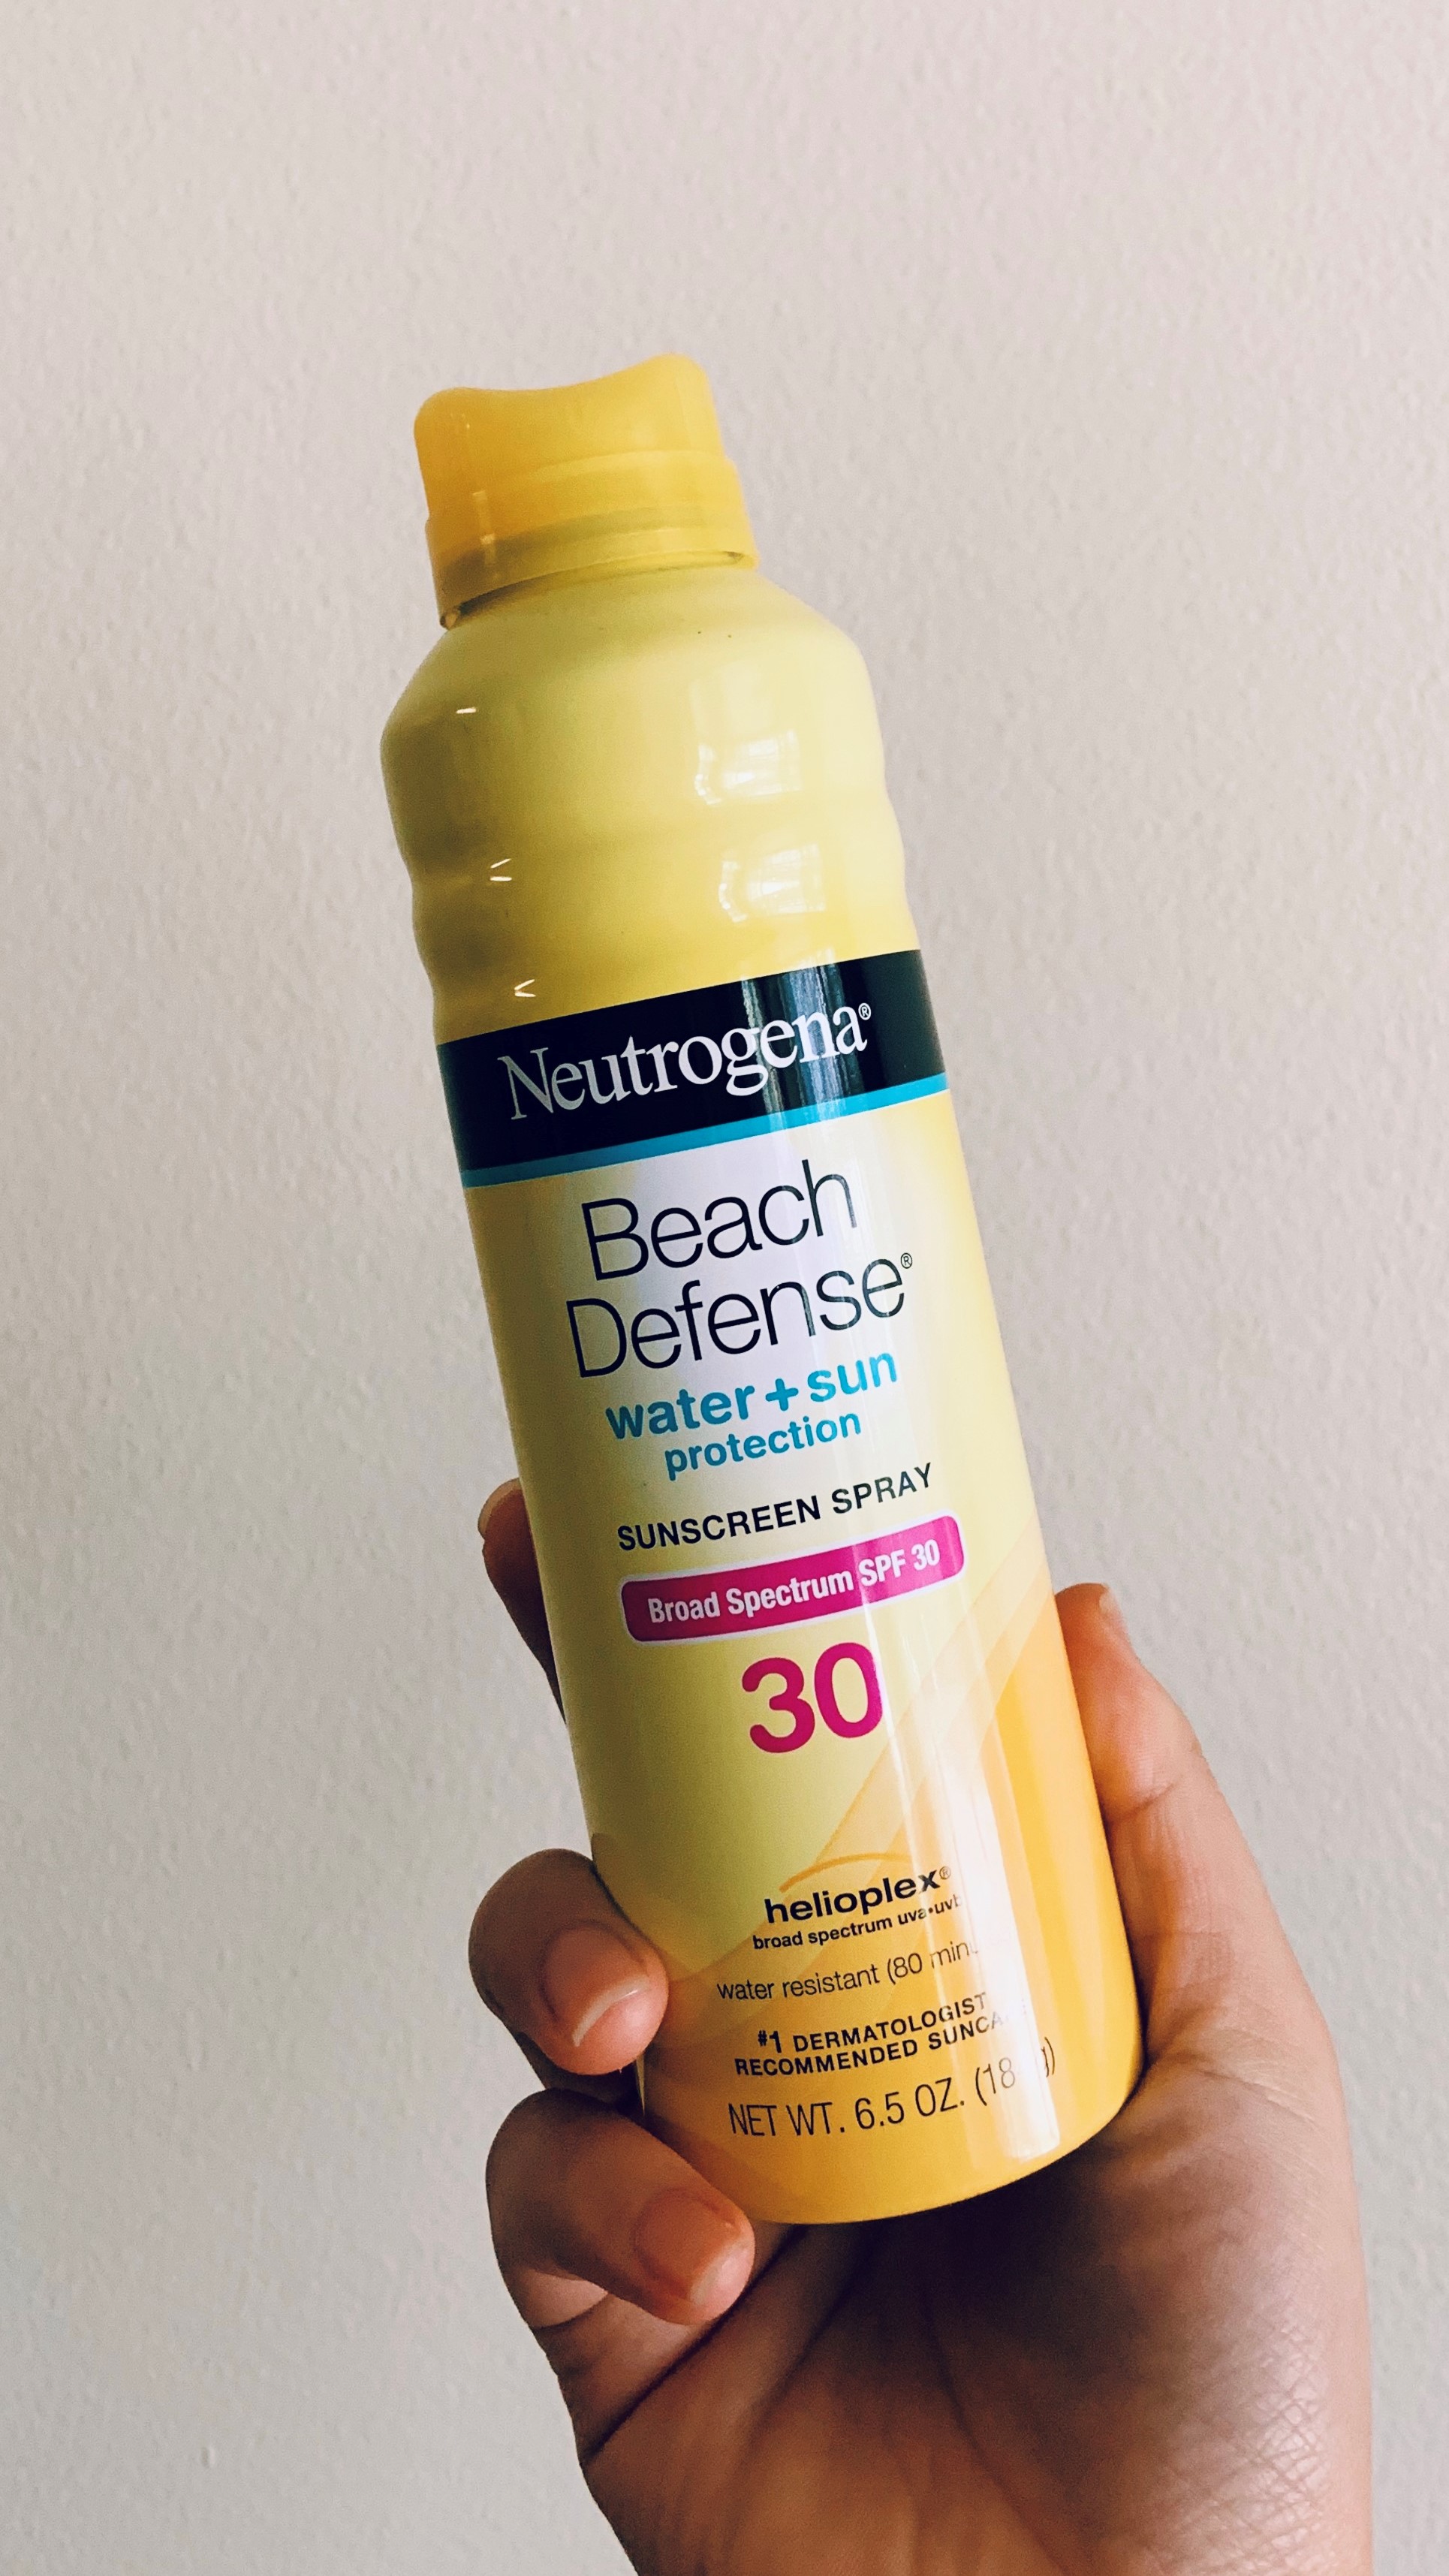 Neutrogena®
Beach
Defense®
water + sun
protection
SUNSCREEN SPRAY
Broad Spectrum SPF 30
30
helioplex®
broad spectrum uva•uvb
water resistant (80 min.
#1 DERMATOLOGIST
RECOMMENDED
NET WT. 6.5 OZ.